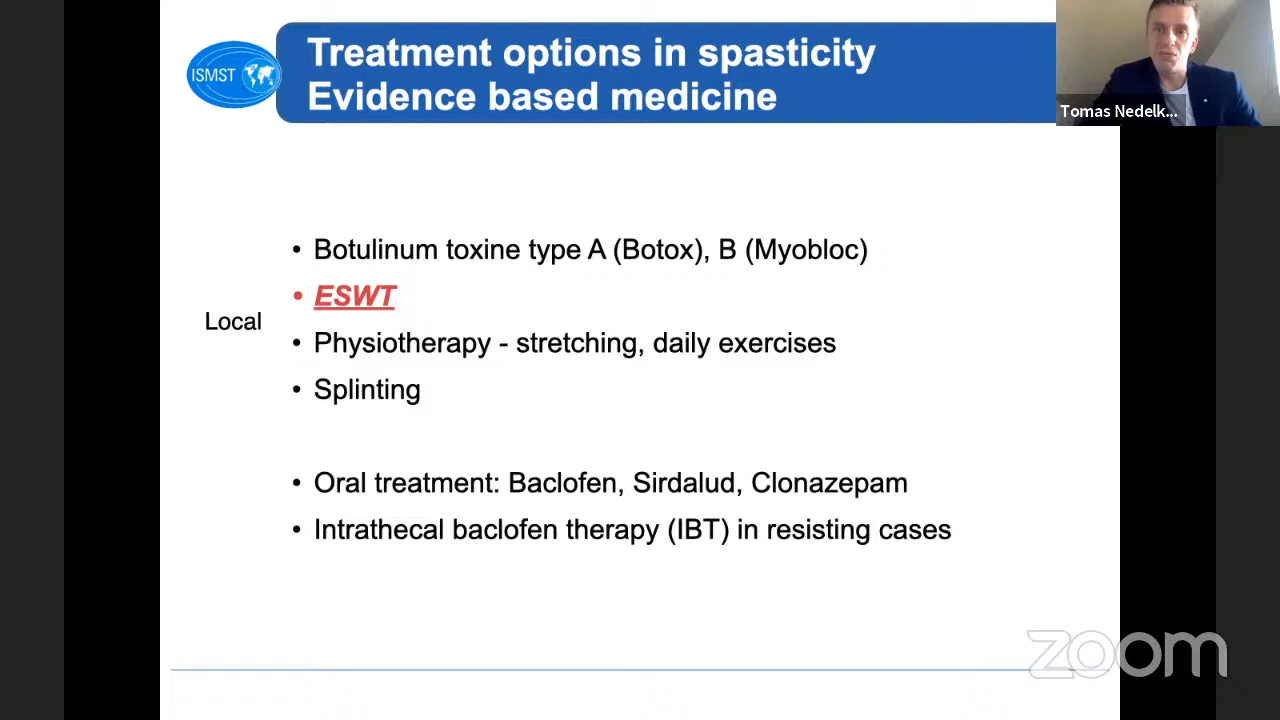 ISMST
Treatment options in spasticity
Evidence based medicine
Tomas Nedelk...
• Botulinum toxine type A (Botox), B (Myobloc)
• ESWT
Local
• Physiotherapy - stretching, daily exercises
• Splinting
• Oral treatment: Baclofen, Sirdalud, Clonazepam
• Intrathecal baclofen therapy (IBT) in resisting cases
zoom